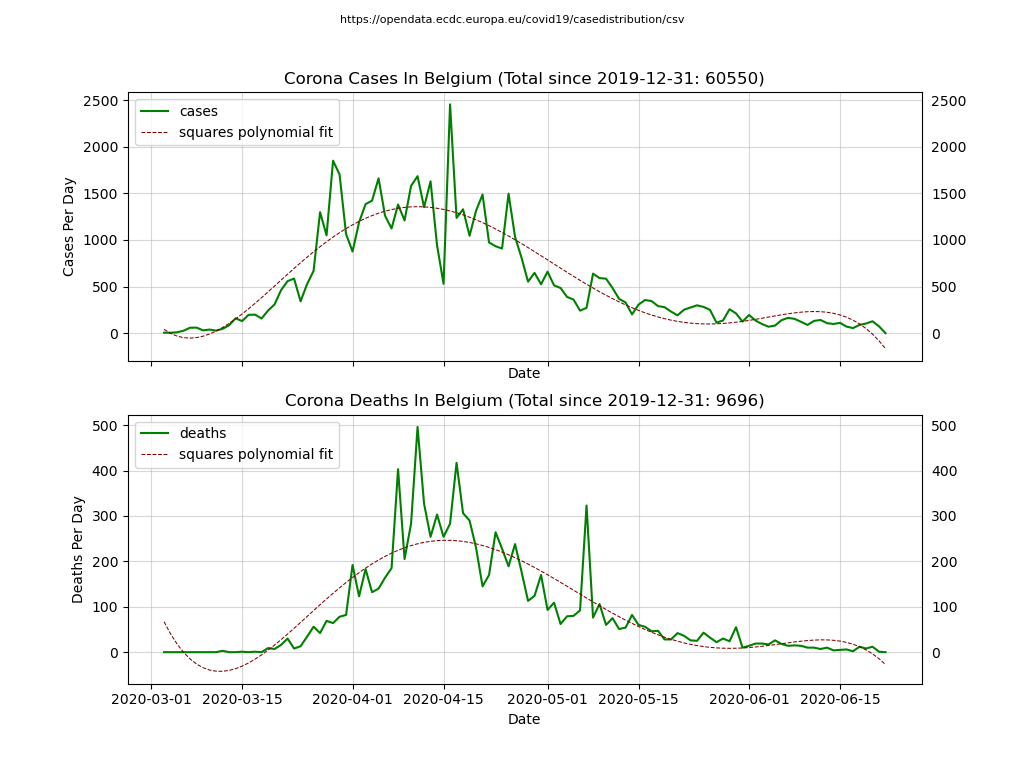 https://opendata.ecdc.europa.eu/covid19/casedistribution/csv
Corona Cases In Belgium (Total since 2019-12-31: 60550)
cases
squares polynomial fit
Cases Per Day
2500 2500
2000 2000
1500 1500
1000 1000
500 500
0 0
Date
Corona Deaths In Belgium (Total since 2019-12-31: 9696)
deaths
squares polynomial fit
Deaths Per Day
500 500
400 400
300 300
200 200
100 100
0 0
2020-03-01 2020-03-15 2020-04-01 2020-04-15 2020-05-01 2020-05-15 2020-06-01 2020-06-15
Date